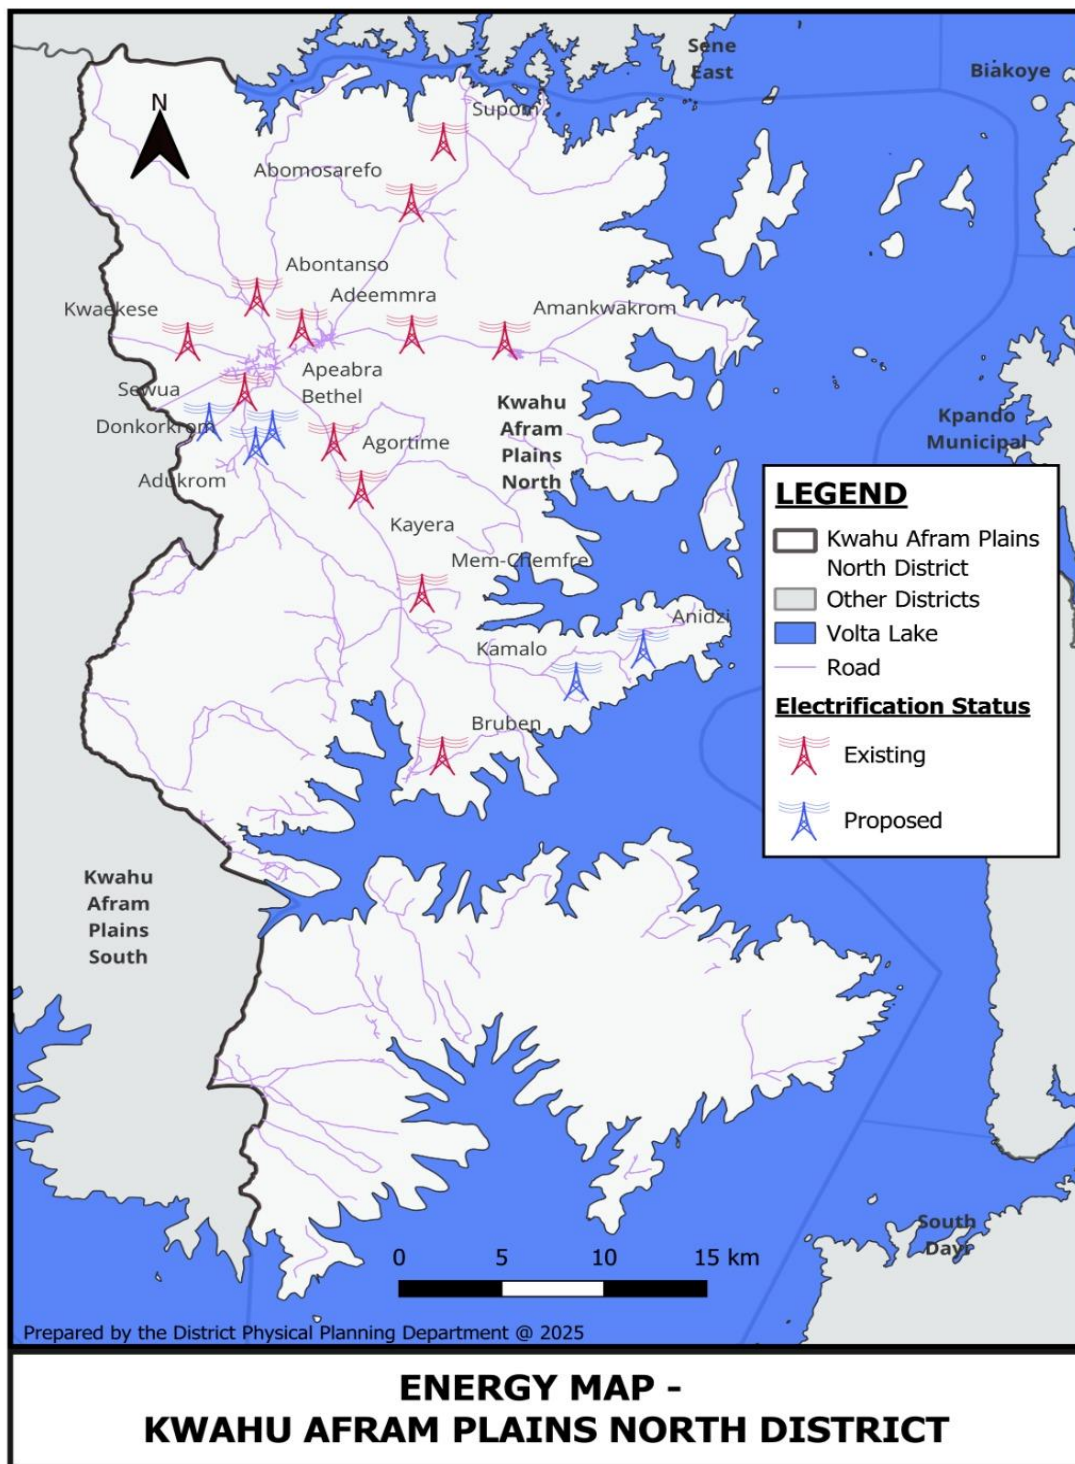 Sene
East
Biakoye
N
Supom
Abomosarefo
Abontanso
Adeemmra
Kwaekese
Amankwakrom
Apeabra
Sewua
Bethel
Kwahu
Afram
Plains
North
Donkorkrom
Agortime
Kpando
Municipal
Adukrom
Kayera
Mem-Chemfre
Anidzi
Kamalo
Bruben
LEGEND
Kwahu Afram Plains
North District
Other Districts
Volta Lake
Road
Electrification Status
Existing
Proposed
Kwahu
Afram
Plains
South
South
Dayi
0 5 10 15 km
Prepared by the District Physical Planning Department @ 2025
ENERGY MAP -
KWAHU AFRAM PLAINS NORTH DISTRICT